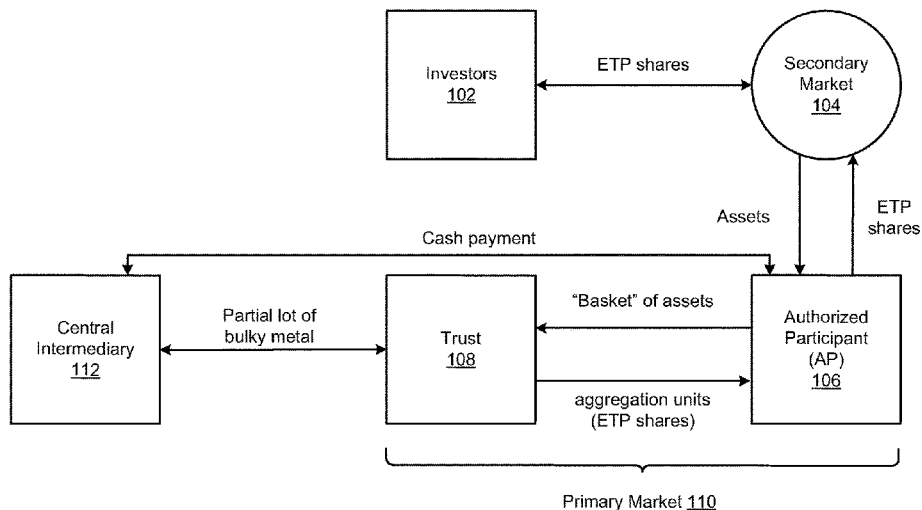 Investors
102
ETP shares
Secondary
Market
104
Assets
ETP
shares
Cash payment
Central
Intermediary
112
Partial lot of
bulky metal
Trust
108
“Basket” of assets
aggregation units
(ETP shares)
Authorized
Participant
(AP)
106
Primary Market 110